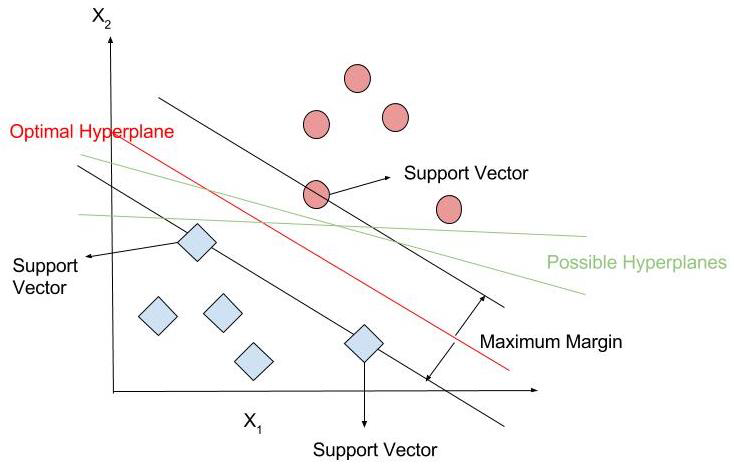 X2
Optimal Hyperplane
Support Vector
Support
Vector
Possible Hyperplanes
Maximum Margin
X1
Support Vector